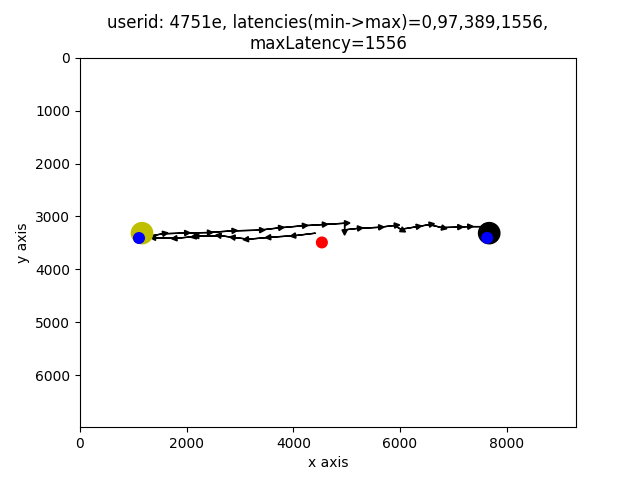 userid: 4751e, latencies(min->max)=0,97,389,1556,
maxLatency=1556
0
1000
2000
3000
4000
5000
6000
y axis
0 2000 4000 6000 8000
x axis